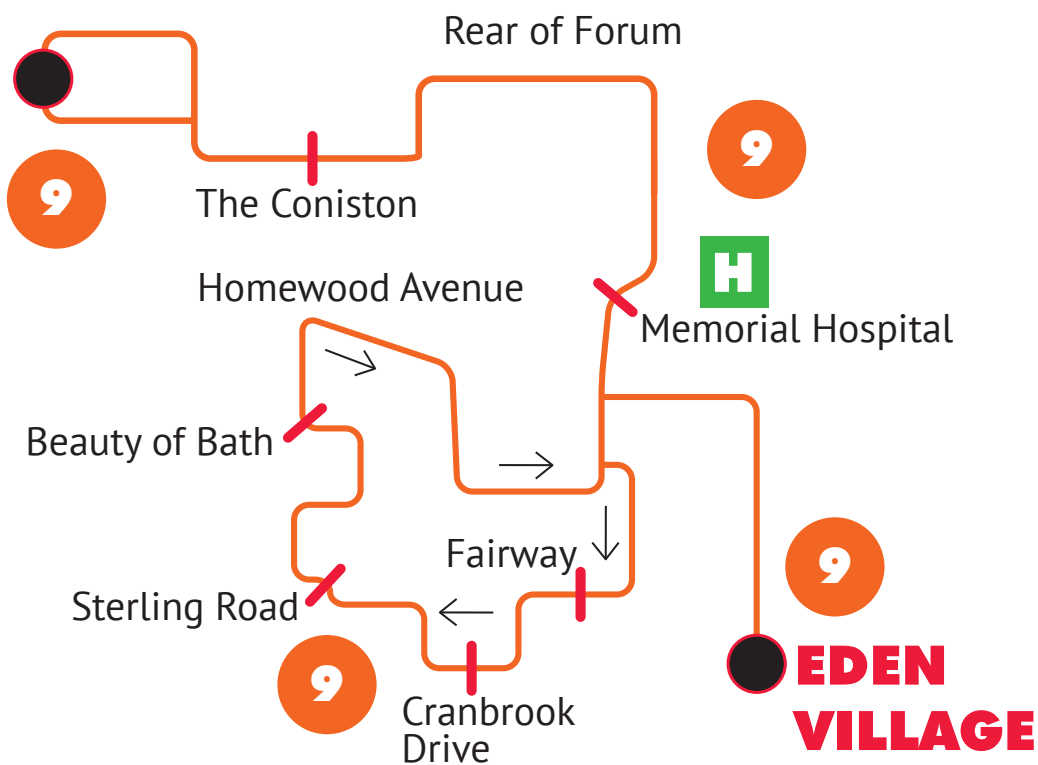 Rear of Forum
9
9
The Coniston
H
Homewood Avenue
Memorial Hospital
Beauty of Bath
Fairway
9
Sterling Road
9
EDEN
VILLAGE
Cranbrook
Drive